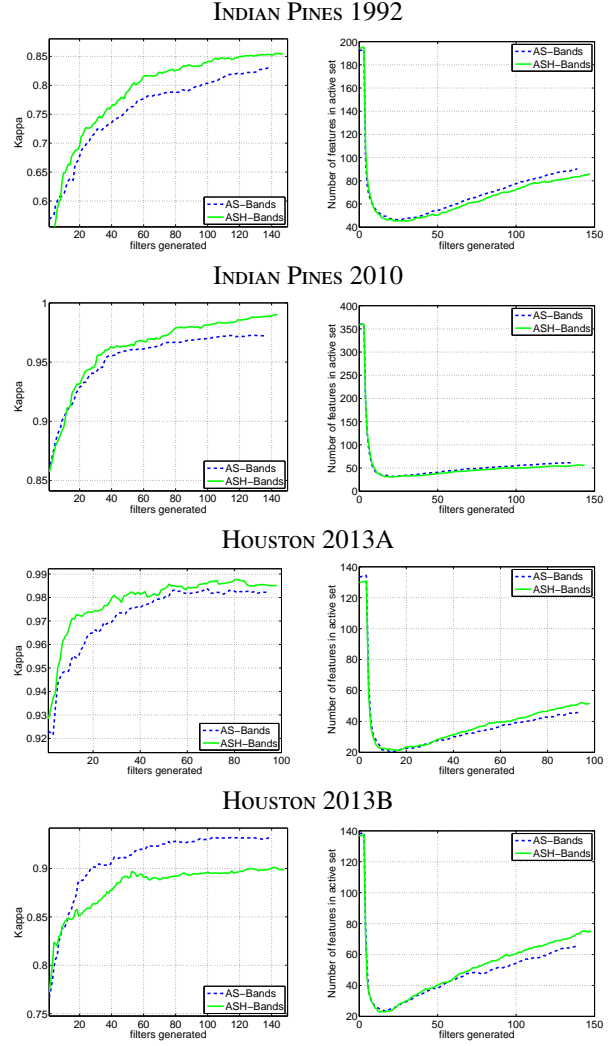 Indian Pines 1992
0.85
0.8
0.75
0.7
0.65
0.6
Kappa
20 40 60 80 100 120 140
filters generated
AS−Bands
ASH−Bands
200
180
160
140
120
100
80
60
40
Number of features in active set
0 50 100 150
filters generated
AS−Bands
ASH−Bands
Indian Pines 2010
1
0.95
0.9
0.85
Kappa
20 40 60 80 100 120 140
filters generated
AS−Bands
ASH−Bands
400
350
300
250
200
150
100
50
0
Number of features in active set
0 50 100 150
filters generated
AS−Bands
ASH−Bands
Houston 2013A
0.99
0.98
0.97
0.96
0.95
0.94
0.93
0.92
Kappa
20 40 60 80 100
filters generated
AS−Bands
ASH−Bands
140
120
100
80
60
40
20
Number of features in active set
0 50 100 150
filters generated
AS−Bands
ASH−Bands
Houston 2013B
0.9
0.85
0.8
0.75
Kappa
20 40 60 80 100 120 140
filters generated
AS−Bands
ASH−Bands
140
120
100
80
60
40
20
Number of features in active set
0 50 100 150
filters generated
AS−Bands
ASH−Bands